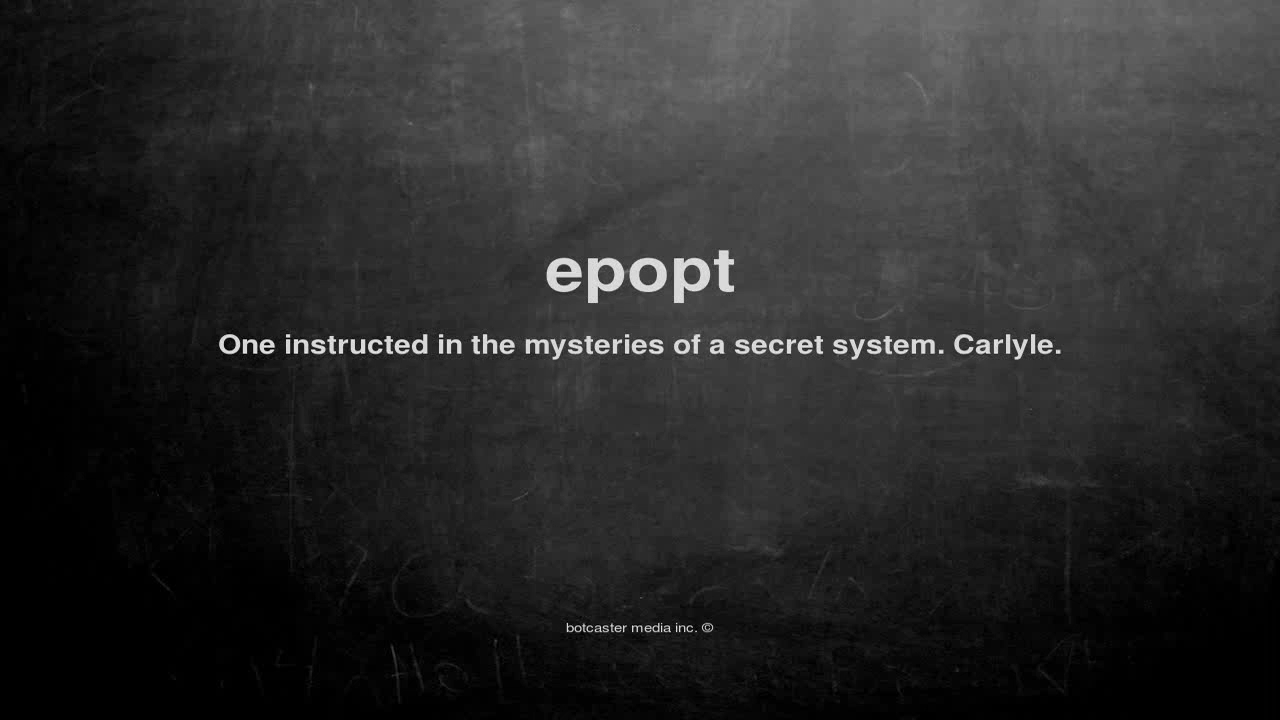 epopt
One instructed in the mysteries of a secret system. Carlyle.
botcaster media inc. ©